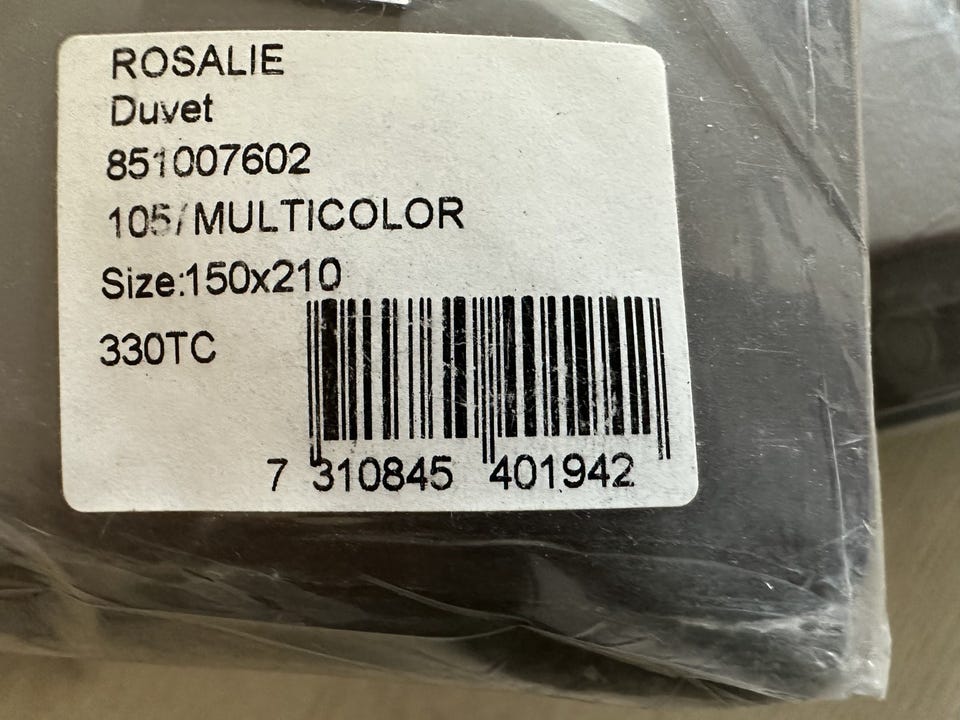 ROSALIE
Duvet
851007602
105/MULTICOLOR
Size:150x210
330TC
7 310845 401942